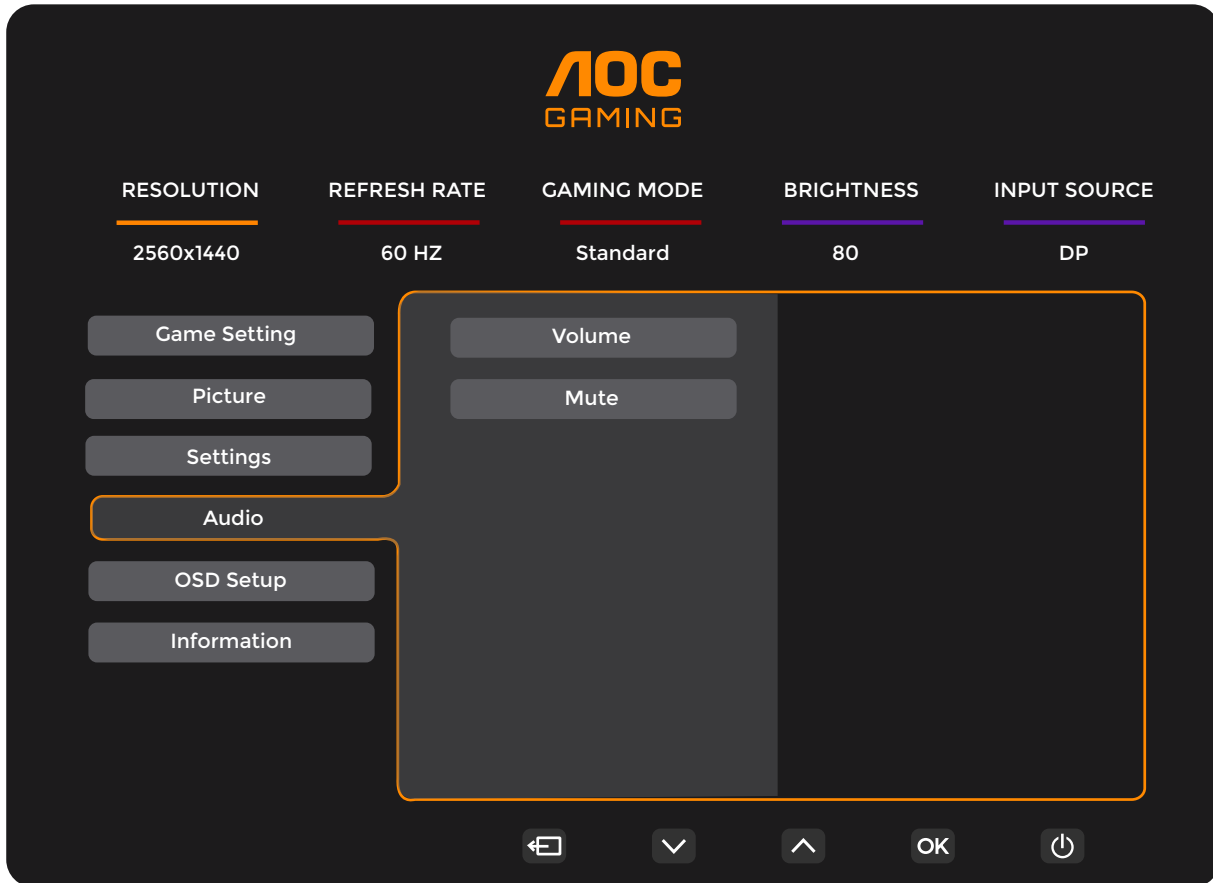 AOC
GAMING
RESOLUTION REFRESH RATE GAMING MODE BRIGHTNESS INPUT SOURCE
2560x1440 60 HZ Standard 80 DP
Game Setting Volume
Picture Mute
Settings
Audio
OSD Setup
Information
OK